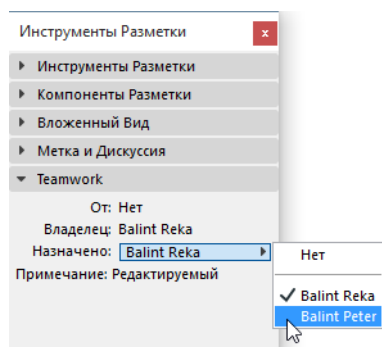 Инструменты Разметки
x
Инструменты Разметки
Компоненты Разметки
Вложенный Вид
Метка и Дискуссия
Teamwork
От: Нет
Владелец: Balint Reka
Назначено: Balint Reka
Примечание: Редактируемый
Нет
Balint Reka
Balint Peter